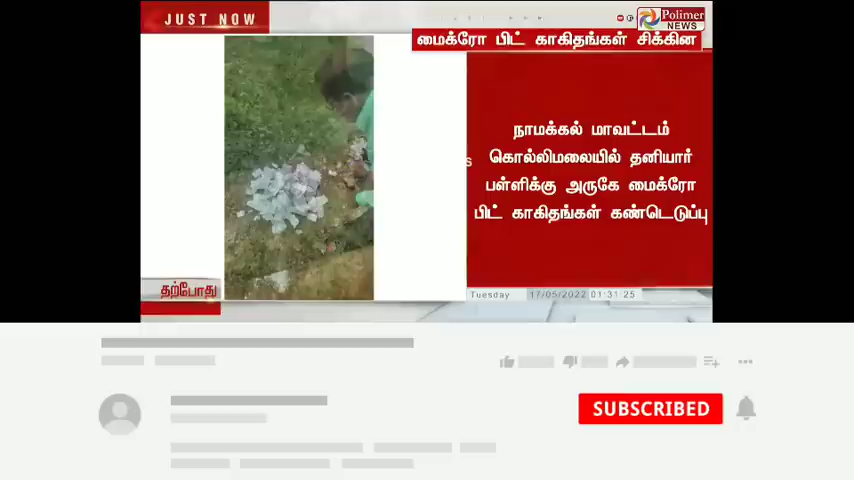 JUST NOW
Polimer
NEWS
மைக்ரோ பிட் காகிதங்கள் சிக்கின
நாமக்கல் மாவட்டம்
கொல்லிமலையில் தனியார்
பள்ளிக்கு அருகே மைக்ரோ
பிட் காகிதங்கள் கண்டெடுப்பு
S
தற்போது
Tuesday 17/05/2022 01:31:25
SUBSCRIBED